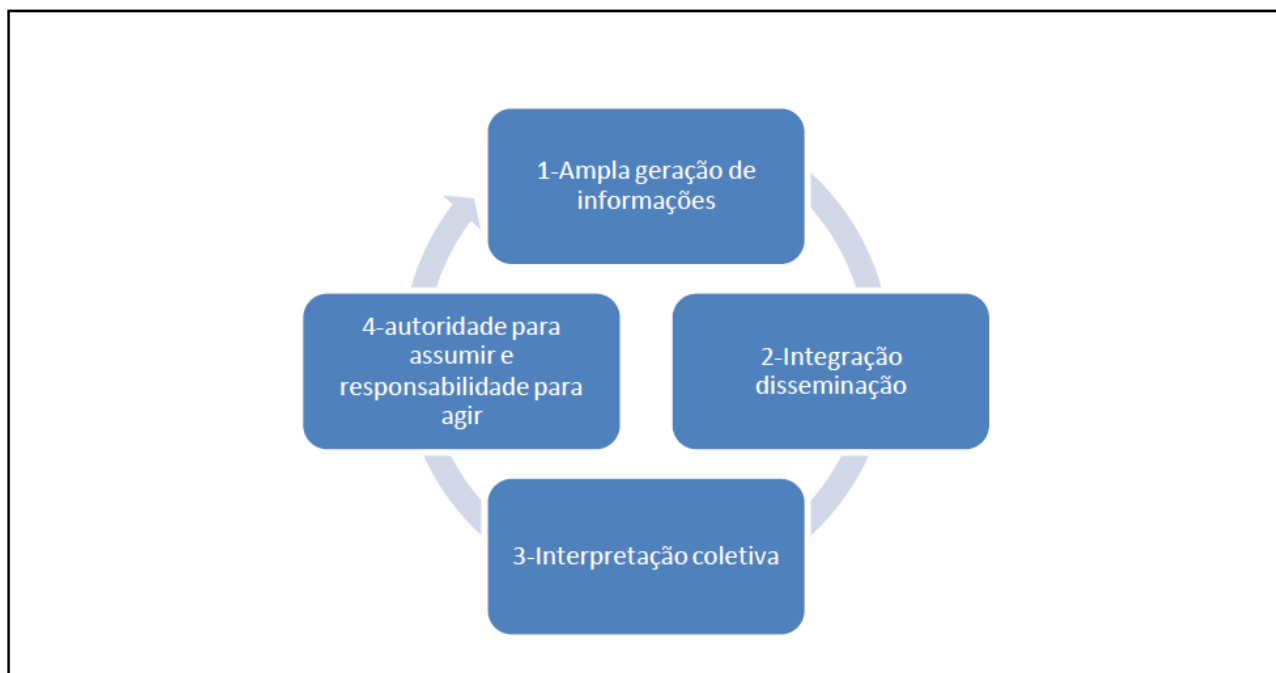 1-Ampla geração de
informações
2-Integração
disseminação
3-Interpretação coletiva
4-autoridade para
assumir e
responsabilidade para
agir